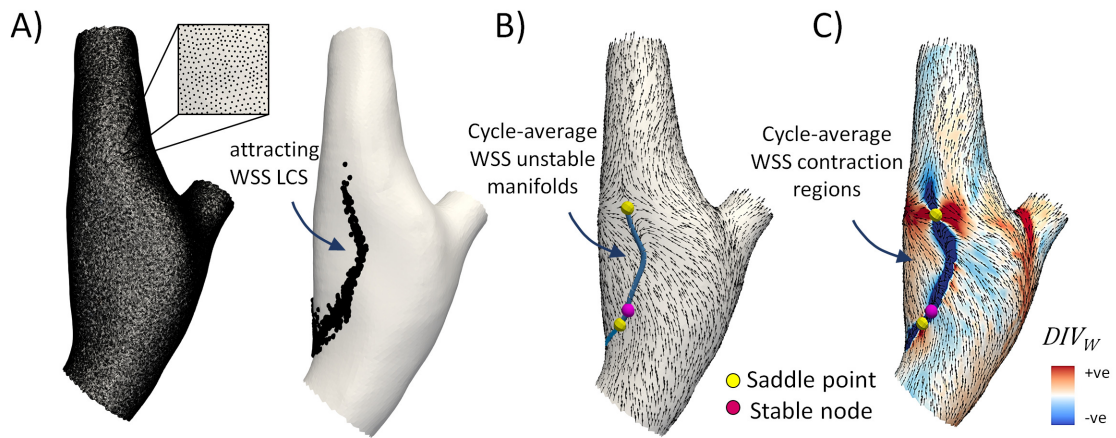 A)
attracting
WSS LCS
B)
Cycle-average
WSS unstable
manifolds
Saddle point
Stable node
C)
Cycle-average
WSS contraction
regions
DIV_W
+ve
-ve